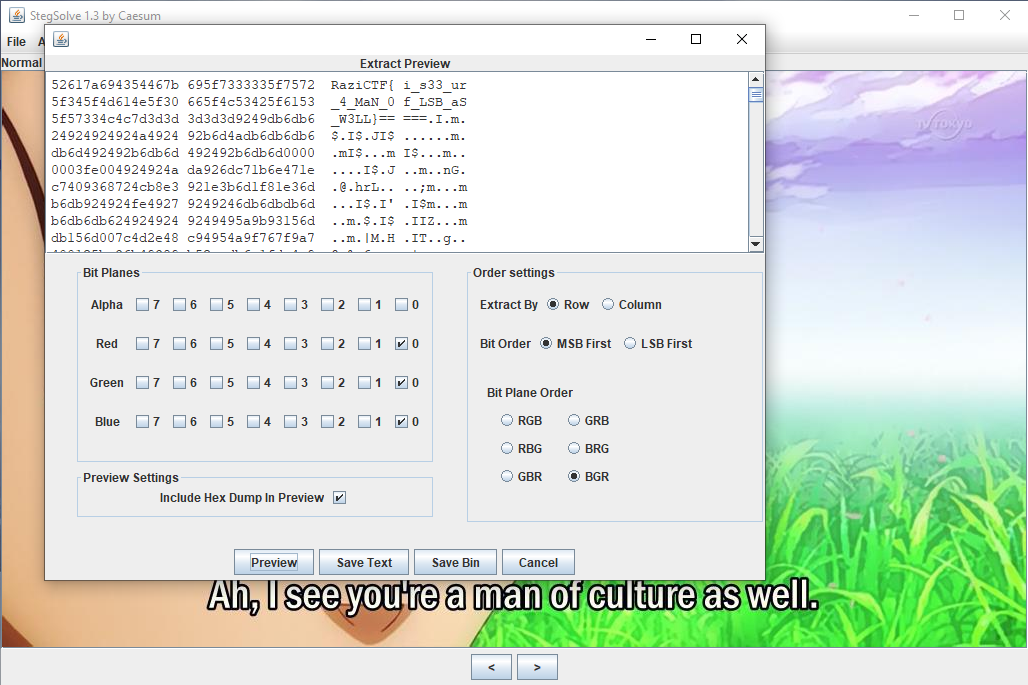 StegSolve 1.3 by Caesum
File A
Normal
Extract Preview
52617a694354467b 695f7333335f7572 RaziCTF{ i_s33_ur
5f345f4d614e5f30 665f4c53425f6153 _4_MaN_0 f_LSB_aS
5f57334c4c7d3d3d 3d3d3d9249db6db6 _W3LL}== ===.I.m.
24924924924a4924 92b6d4adb6db6db6 $.I$.JI$ ......m.
db6d492492b6db6d 492492b6db6d0000 .mI$...m I$...m..
0003fe004924924a da926dc71b6e471e ....I$.J ..m..nG.
c7409368724cb8e3 921e3b6d1f81e36d .@.hrL.. ..;m...m
b6db924924fe4927 9249246db6dbdb6d ...I$.I' .I$m...m
b6db6db624924924 9249495a9b93156d ..m.$.I$ .IIZ...m
db156d007c4d2e48 c94954a9f767f9a7 ..m.|M.H .IT..g..
Bit Planes
Alpha 7 6 5 4 3 2 1 0
Red 7 6 5 4 3 2 1 0
Green 7 6 5 4 3 2 1 0
Blue 7 6 5 4 3 2 1 0
Preview Settings
Include Hex Dump In Preview
Order settings
Extract By Row Column
Bit Order MSB First LSB First
Bit Plane Order
RGB GRB
RBG BRG
GBR BGR
Preview Save Text Save Bin Cancel
TV TOKYO
Ah, I see you're a man of culture as well.
< >